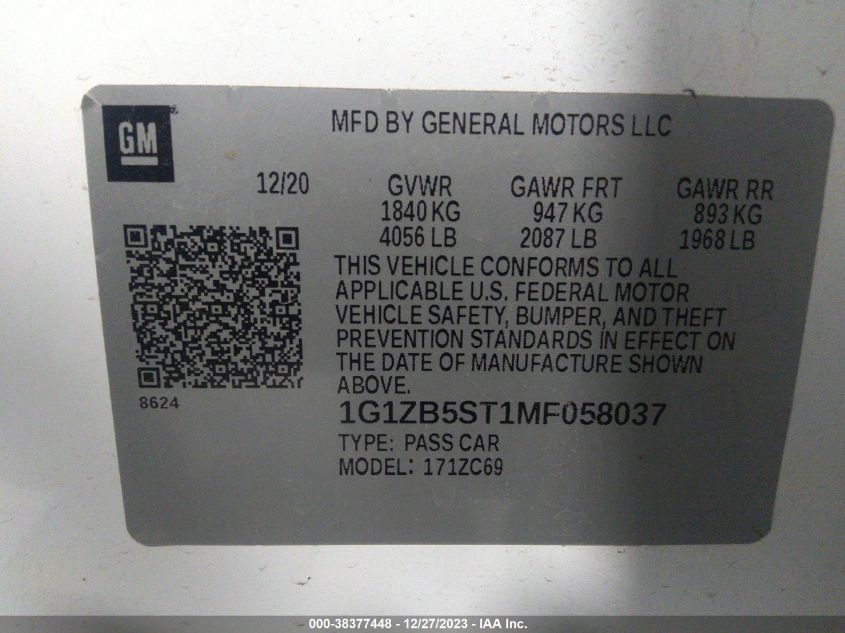 GM
MFD BY GENERAL MOTORS LLC
12/20 GVWR GAWR FRT GAWR RR
1840 KG 947 KG 893 KG
4056 LB 2087 LB 1968 LB
THIS VEHICLE CONFORMS TO ALL
APPLICABLE U.S. FEDERAL MOTOR
VEHICLE SAFETY, BUMPER, AND THEFT
PREVENTION STANDARDS IN EFFECT ON
THE DATE OF MANUFACTURE SHOWN
ABOVE.
8624
1G1ZB5ST1MF058037
TYPE: PASS CAR
MODEL: 171ZC69
000-38377448 - 12/27/2023 - IAA Inc.